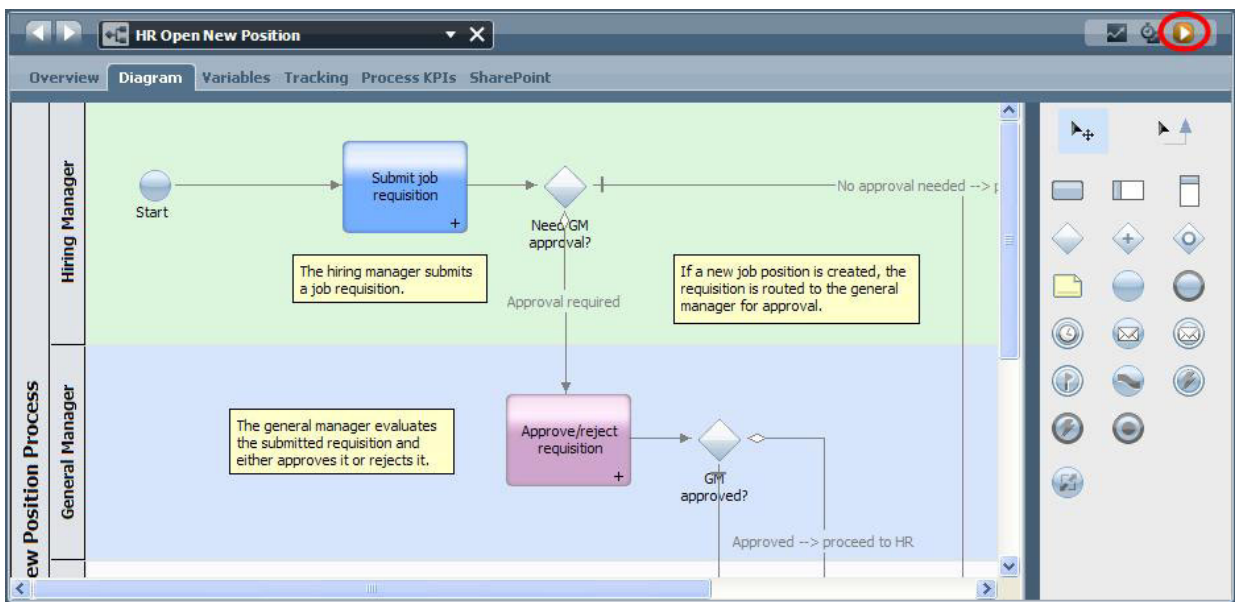 HR Open New Position
Overview Diagram Variables Tracking Process KPIs SharePoint
Hiring Manager
Start
Submit job
requisition
Need GM
approval?
No approval needed -->
The hiring manager submits
a job requisition.
If a new job position is created, the
requisition is routed to the general
manager for approval.
Approval required
ew Position Process
General Manager
The general manager evaluates
the submitted requisition and
either approves it or rejects it.
Approve/reject
requisition
GM
approved?
Approved --> proceed to HR